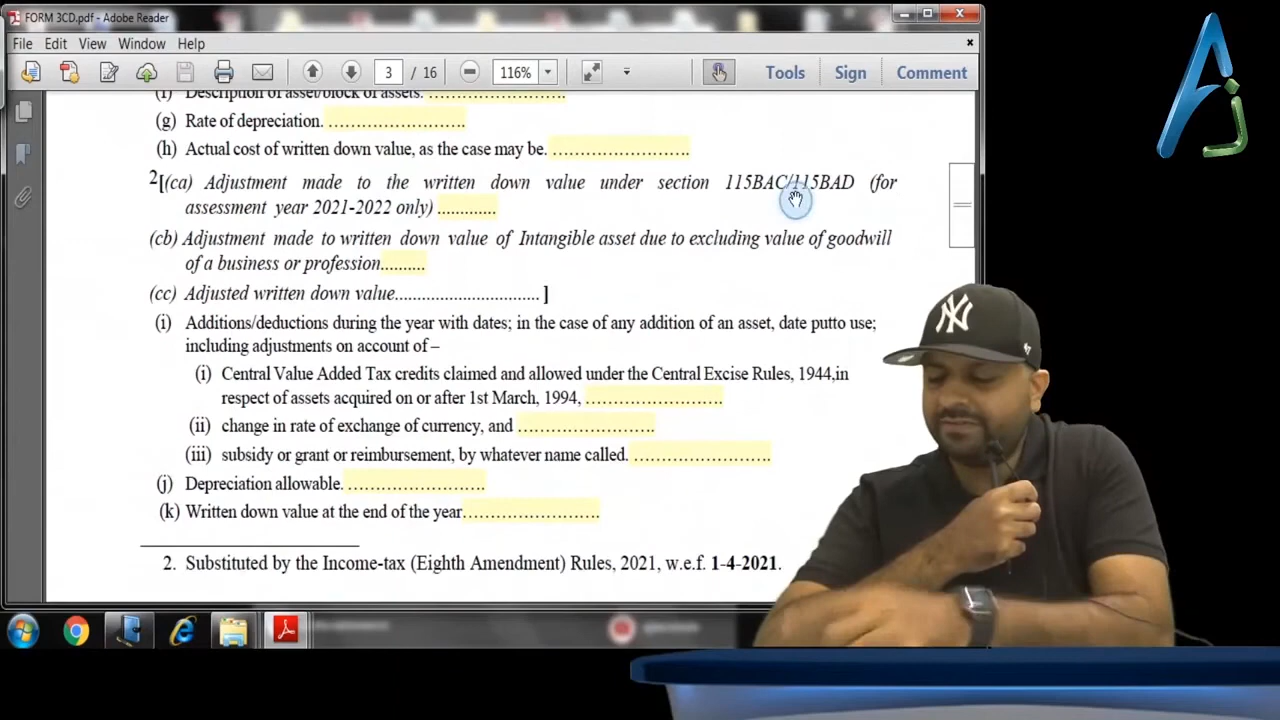 FORM 3CD.pdf - Adobe Reader
File Edit View Window Help
3 / 16 116% Tools Sign Comment
(f) Description of asset/block of assets. ...........................
(g) Rate of depreciation. ...........................
(h) Actual cost of written down value, as the case may be. ...........................
2[(ca) Adjustment made to the written down value under section 115BAC/115BAD (for
assessment year 2021-2022 only) .............
(cb) Adjustment made to written down value of Intangible asset due to excluding value of goodwill
of a business or profession..........
(cc) Adjusted written down value................................ ]
(i) Additions/deductions during the year with dates; in the case of any addition of an asset, date putto use;
including adjustments on account of –
(i) Central Value Added Tax credits claimed and allowed under the Central Excise Rules, 1944,in
respect of assets acquired on or after 1st March, 1994, ...........................
(ii) change in rate of exchange of currency, and ...........................
(iii) subsidy or grant or reimbursement, by whatever name called. ...........................
(j) Depreciation allowable. ...........................
(k) Written down value at the end of the year...........................
2. Substituted by the Income-tax (Eighth Amendment) Rules, 2021, w.e.f. 1-4-2021.
AJ
NY